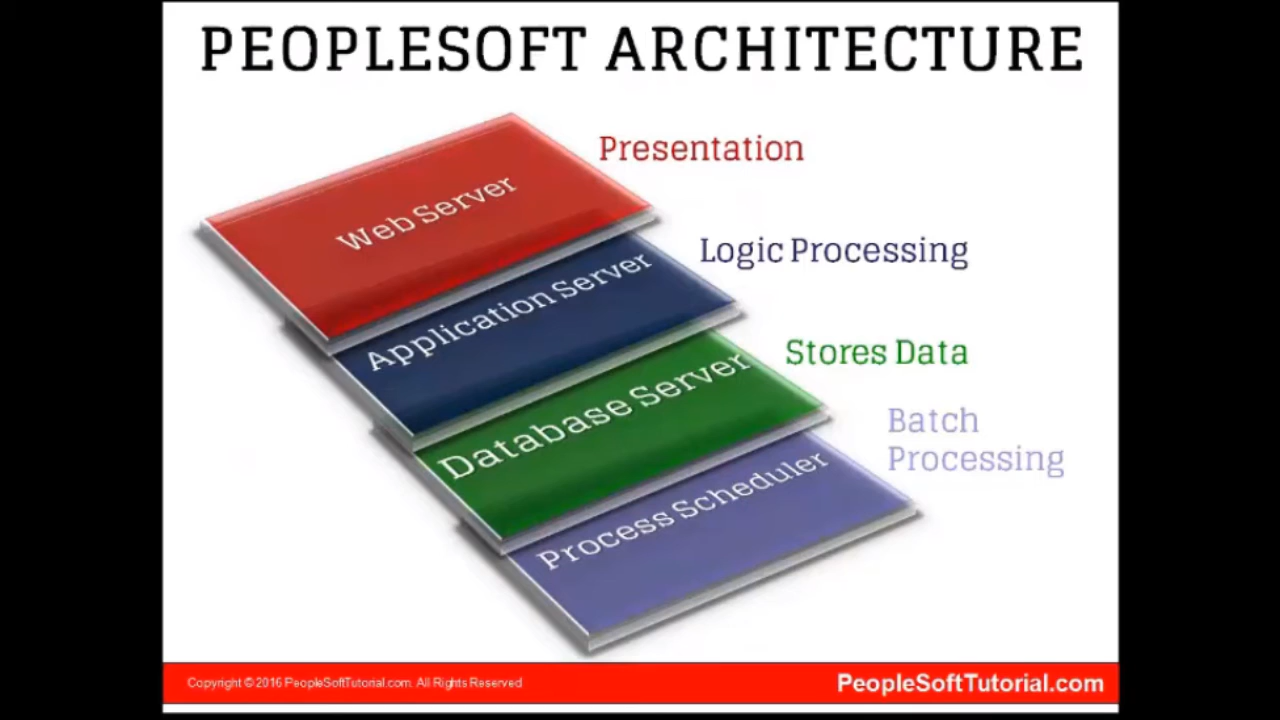 PEOPLESOFT ARCHITECTURE
Web Server
Presentation
Application Server
Logic Processing
Database Server
Stores Data
Process Scheduler
Batch
Processing
Copyright © 2016 PeopleSoftTutorial.com. All Rights Reserved
PeopleSoftTutorial.com